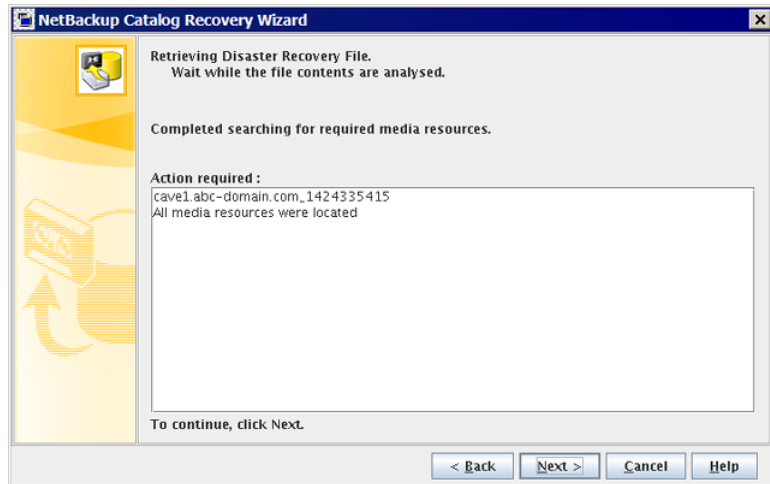 NetBackup Catalog Recovery Wizard
Retrieving Disaster Recovery File.
Wait while the file contents are analysed.
Completed searching for required media resources.
Action required :
cave1.abc-domain.com_1424335415
All media resources were located
To continue, click Next.
< Back Next > Cancel Help